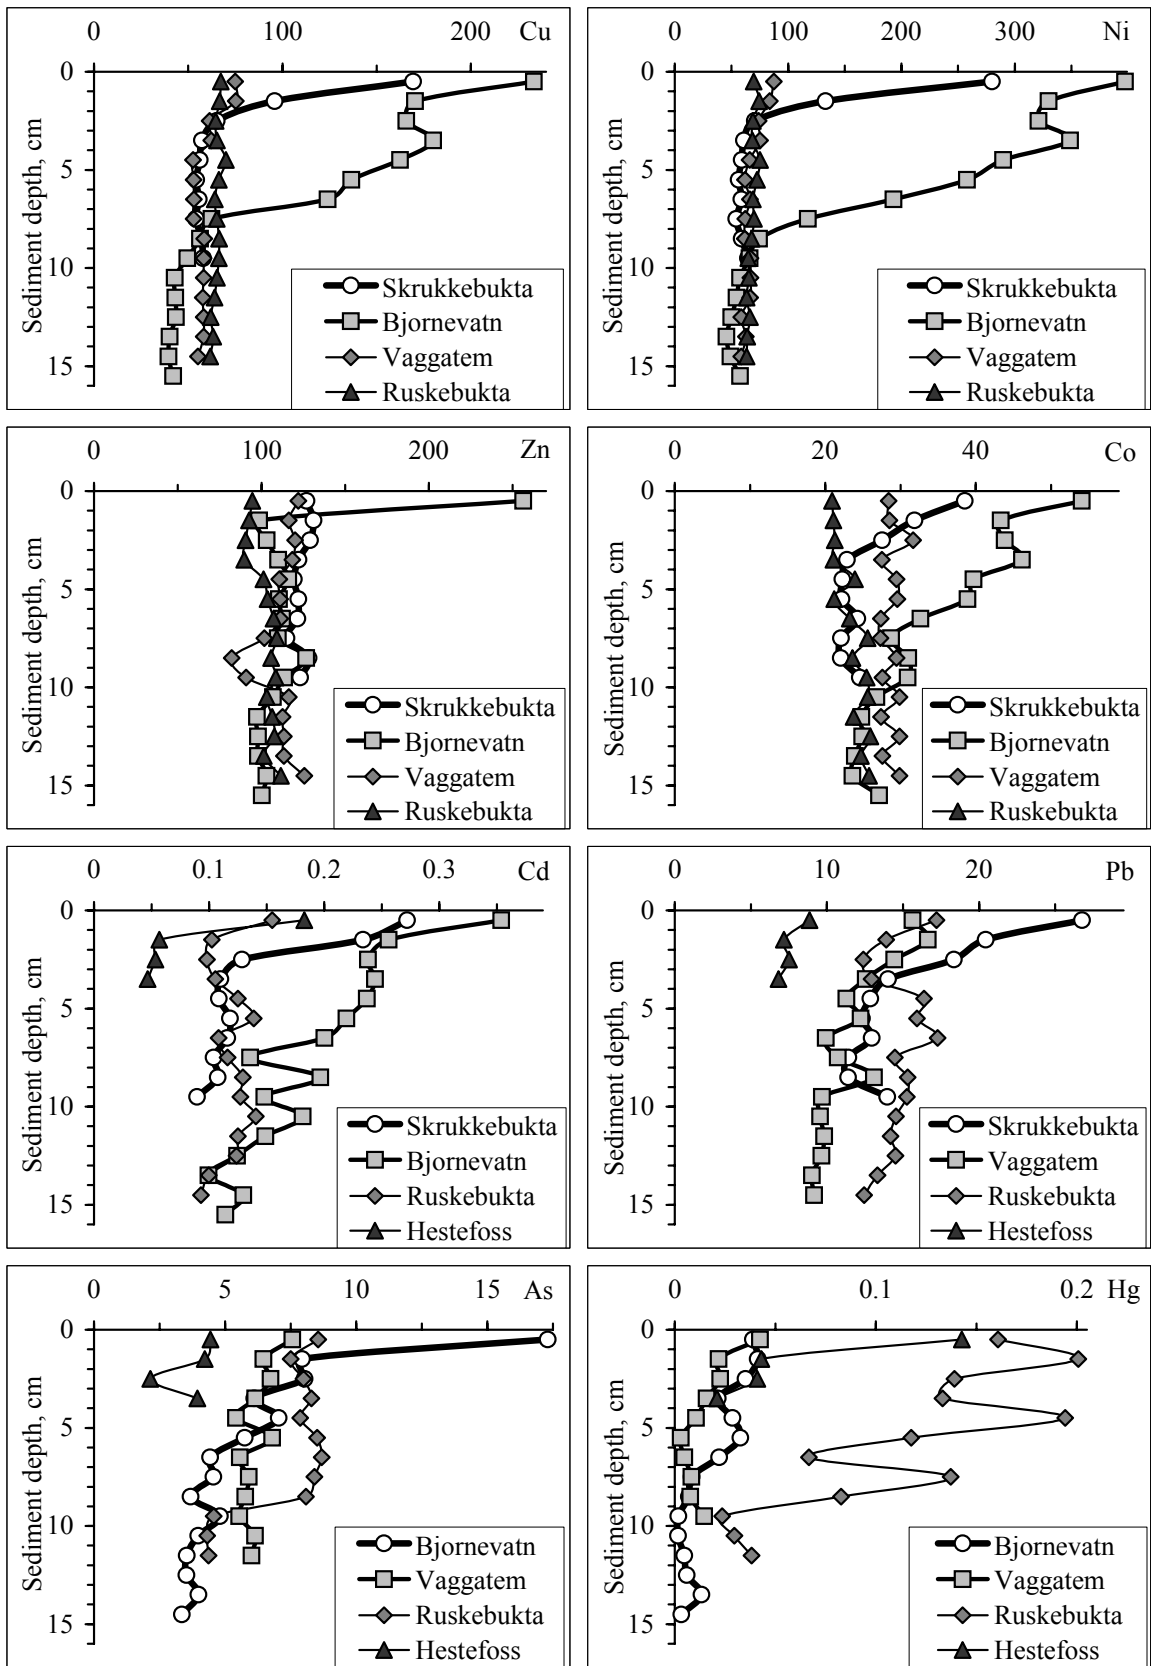 0 100 200 Cu
0
5
10
15
Sediment depth, cm
Skrukkebukta
Bjornevatn
Vaggatem
Ruskebukta
0 100 200 300 Ni
0
5
10
15
Sediment depth, cm
Skrukkebukta
Bjornevatn
Vaggatem
Ruskebukta
0 100 200 Zn
0
5
10
15
Sediment depth, cm
Skrukkebukta
Bjornevatn
Vaggatem
Ruskebukta
0 20 40 Co
0
5
10
15
Sediment depth, cm
Skrukkebukta
Bjornevatn
Vaggatem
Ruskebukta
0 0.1 0.2 0.3 Cd
0
5
10
15
Sediment depth, cm
Skrukkebukta
Bjornevatn
Ruskebukta
Hestefoss
0 10 20 Pb
0
5
10
15
Sediment depth, cm
Skrukkebukta
Vaggatem
Ruskebukta
Hestefoss
0 5 10 15 As
0
5
10
15
Sediment depth, cm
Bjornevatn
Vaggatem
Ruskebukta
Hestefoss
0 0.1 0.2 Hg
0
5
10
15
Sediment depth, cm
Bjornevatn
Vaggatem
Ruskebukta
Hestefoss